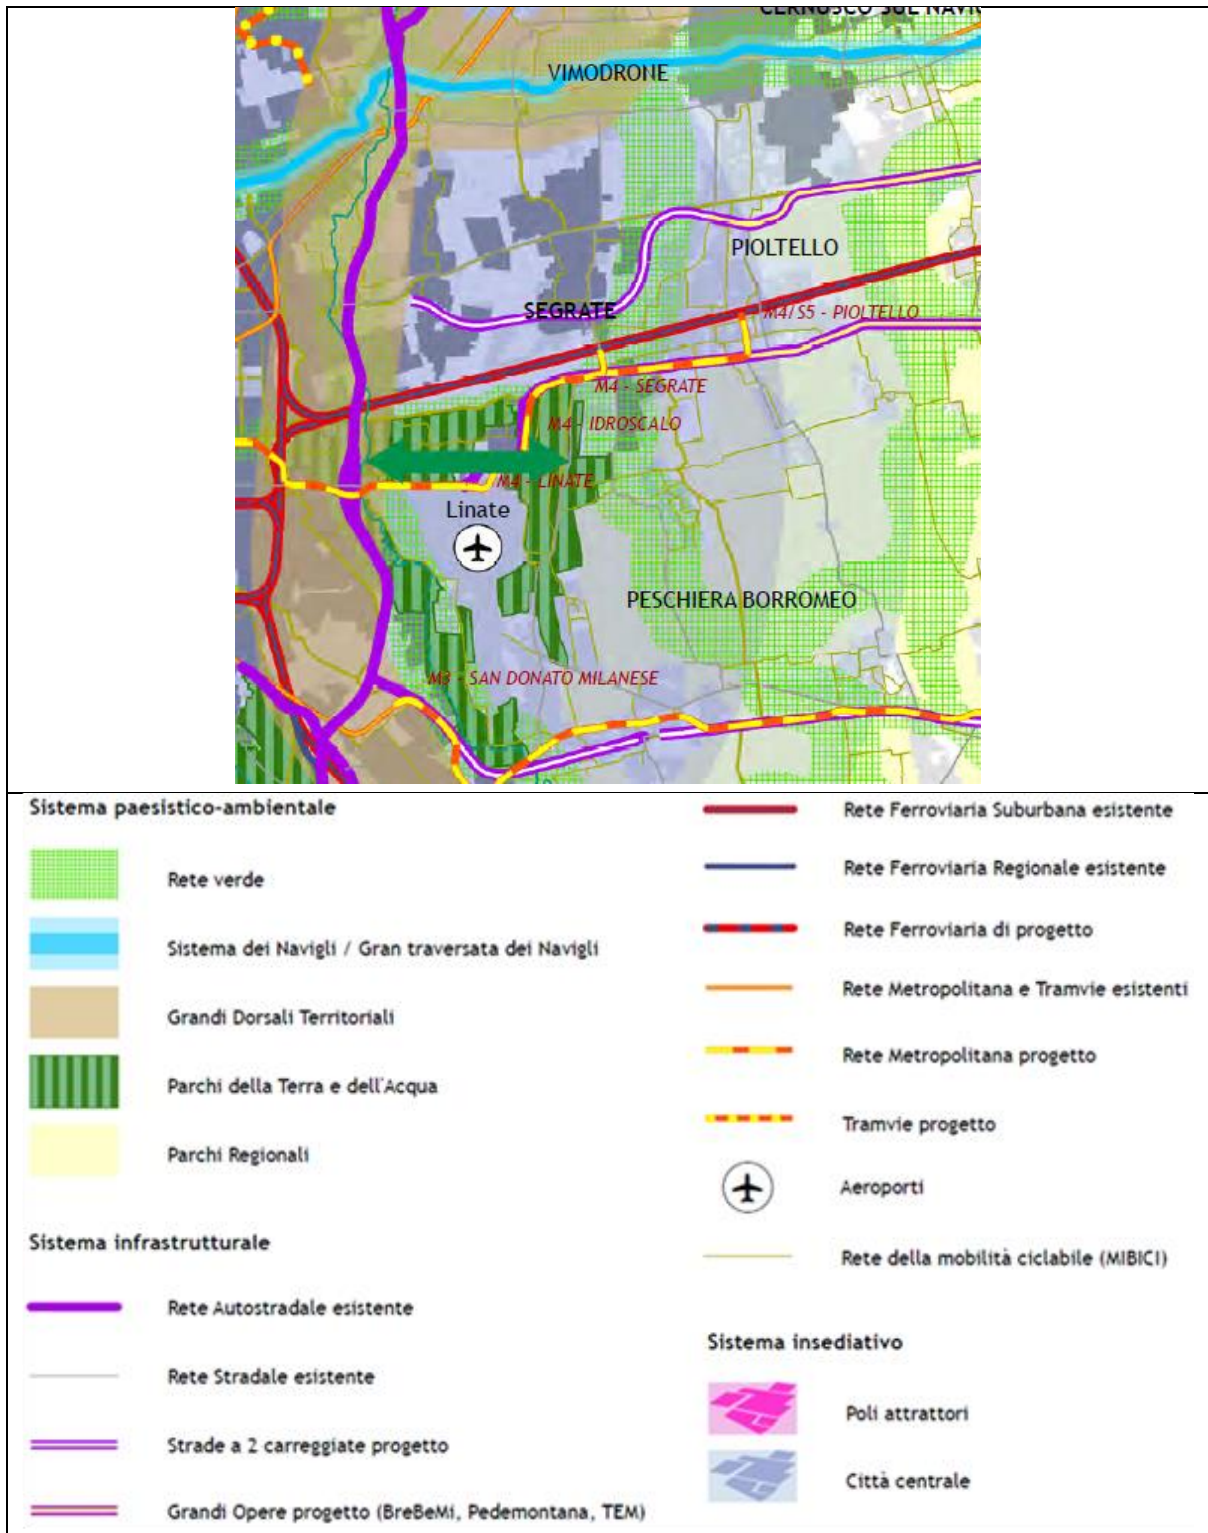 CERNUSCO SUL NAVIG
VIMODRONE
PIOLTELLO
SEGRATE
M4/S5 - PIOLTELLO
M4 - SEGRATE
M4 - IDROSCALO
M4 - LINATE
Linate
PESCHIERA BORROMEO
M3 - SAN DONATO MILANESE
Sistema paesistico-ambientale
Rete verde
Sistema dei Navigli / Gran traversata dei Navigli
Grandi Dorsali Territoriali
Parchi della Terra e dell'Acqua
Parchi Regionali
Sistema infrastrutturale
Rete Autostradale esistente
Rete Stradale esistente
Strade a 2 carreggiate progetto
Grandi Opere progetto (BreBeMi, Pedemontana, TEM)
Rete Ferroviaria Suburbana esistente
Rete Ferroviaria Regionale esistente
Rete Ferroviaria di progetto
Rete Metropolitana e Tramvie esistenti
Rete Metropolitana progetto
Tramvie progetto
Aeroporti
Rete della mobilità ciclabile (MIBICI)
Sistema insediativo
Poli attrattori
Città centrale